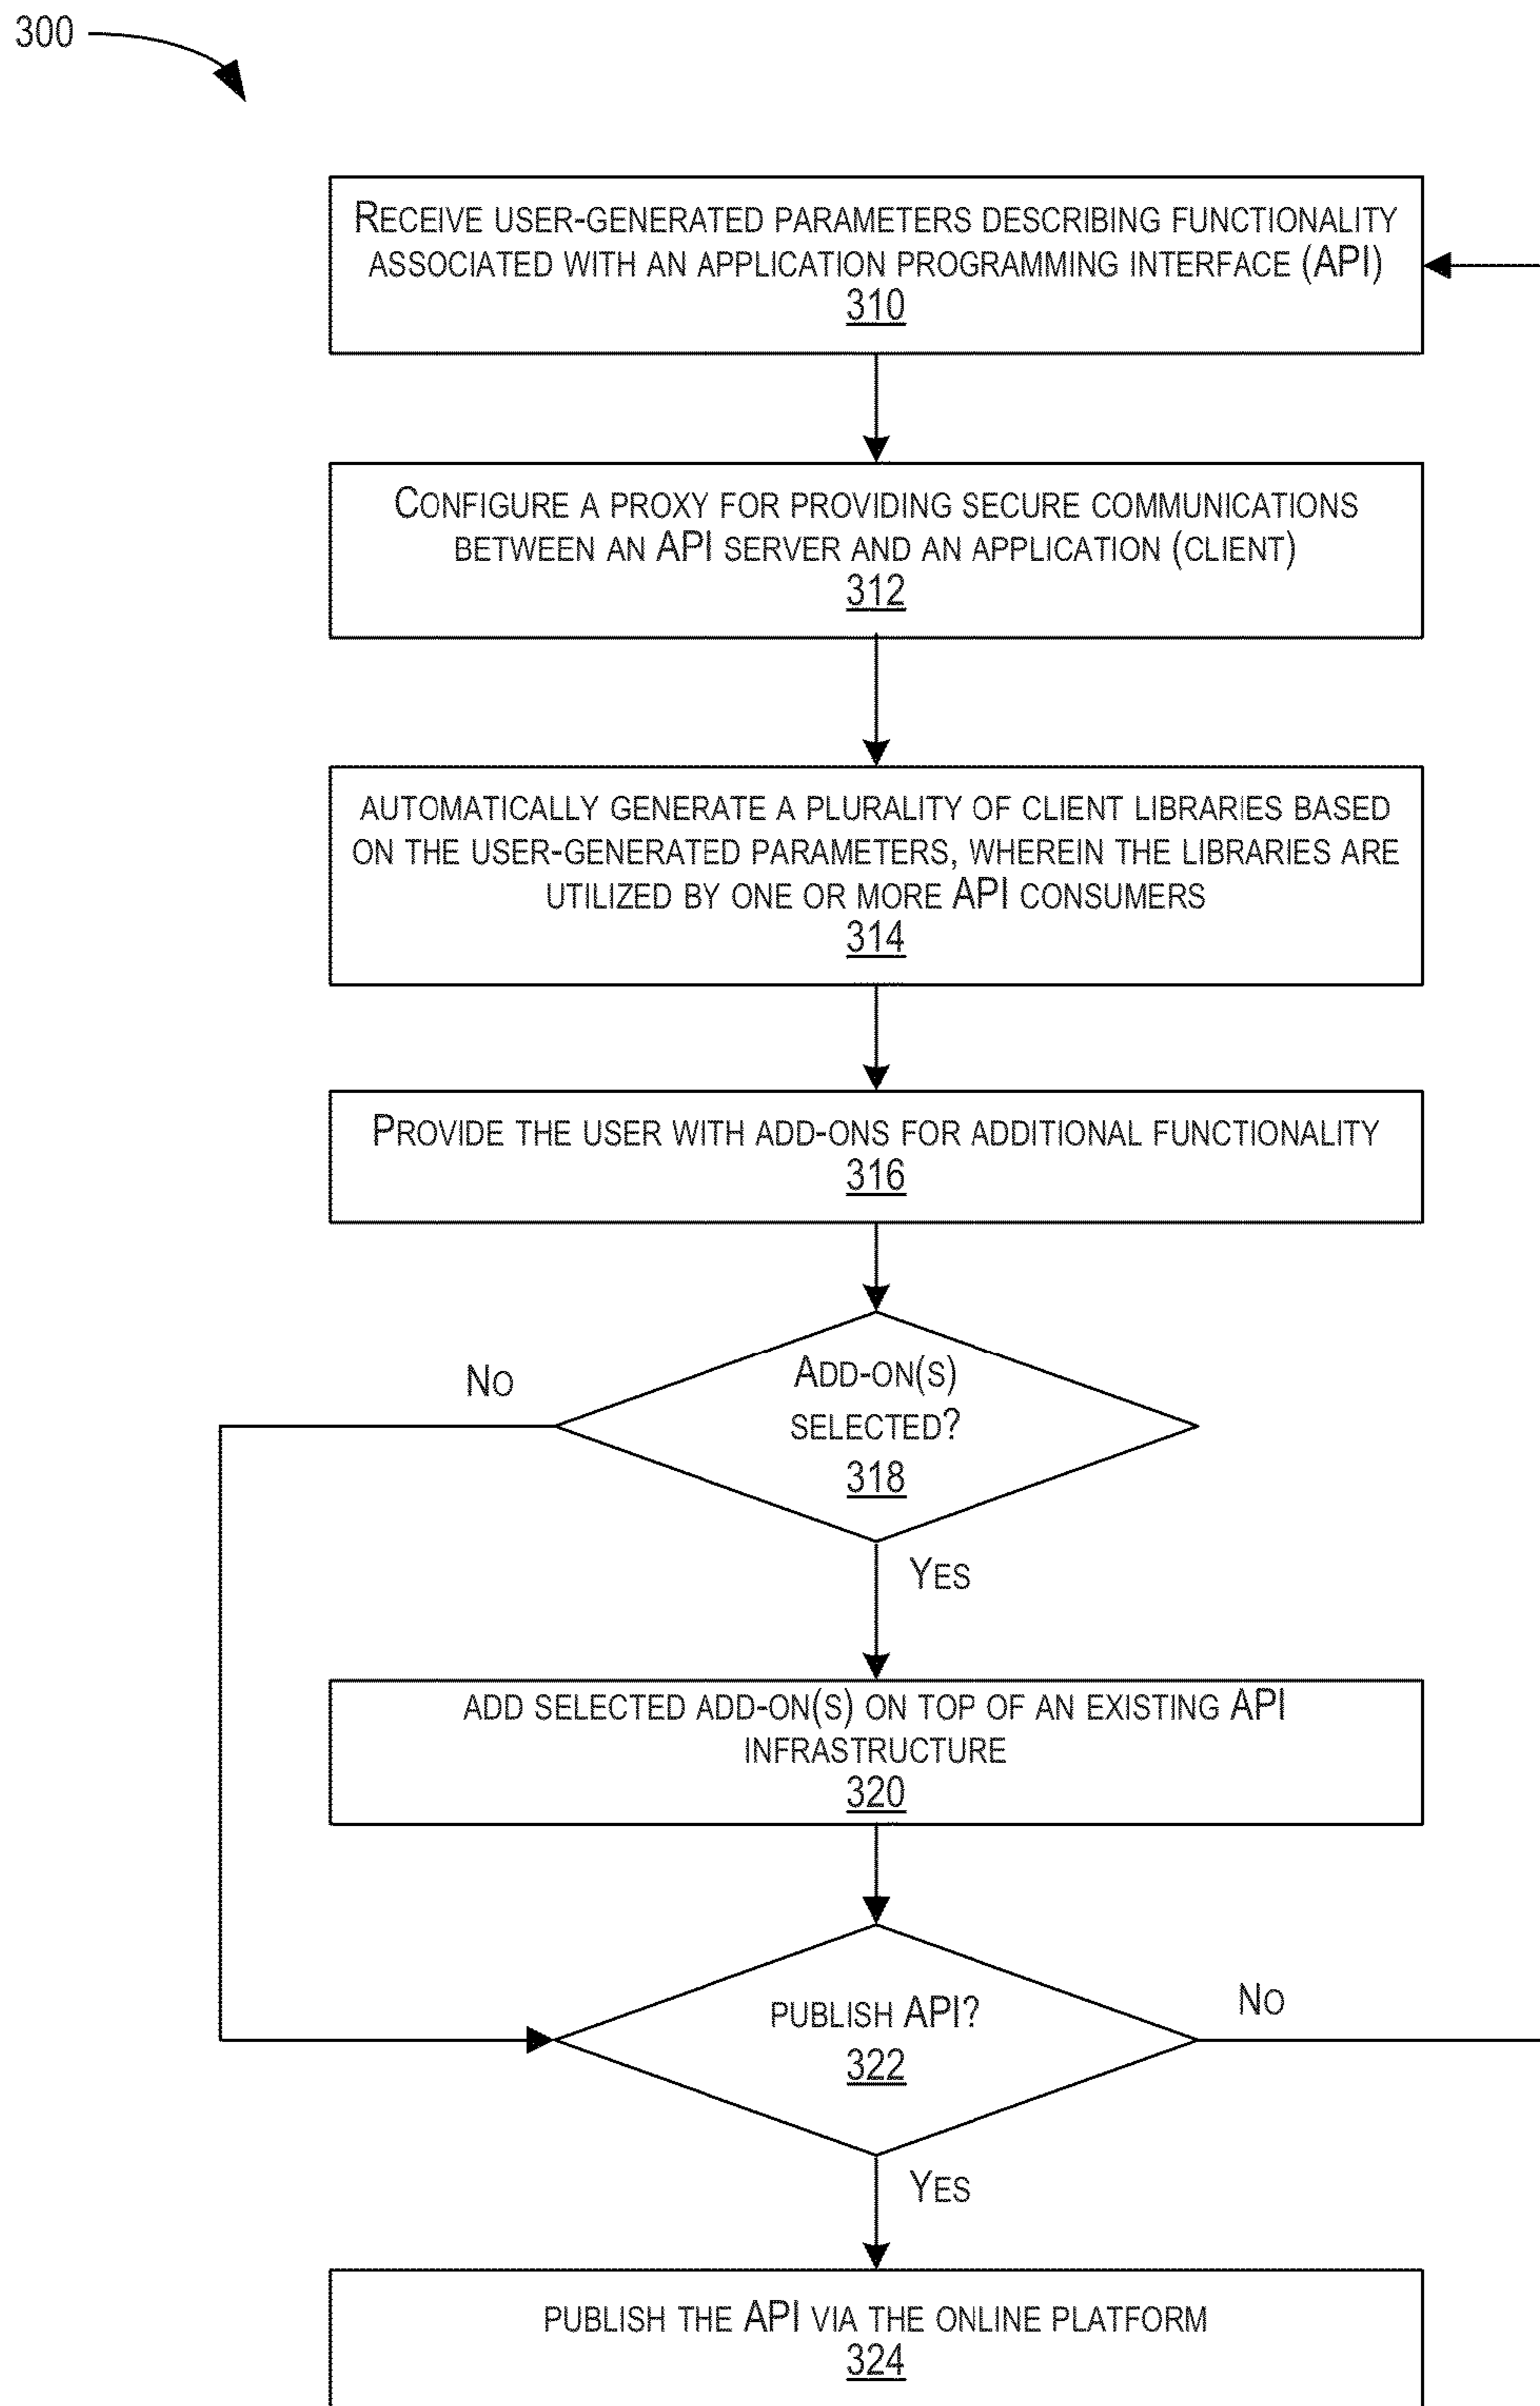 300
RECEIVE USER-GENERATED PARAMETERS DESCRIBING FUNCTIONALITY
ASSOCIATED WITH AN APPLICATION PROGRAMMING INTERFACE (API)
310
CONFIGURE A PROXY FOR PROVIDING SECURE COMMUNICATIONS
BETWEEN AN API SERVER AND AN APPLICATION (CLIENT)
312
AUTOMATICALLY GENERATE A PLURALITY OF CLIENT LIBRARIES BASED
ON THE USER-GENERATED PARAMETERS, WHEREIN THE LIBRARIES ARE
UTILIZED BY ONE OR MORE API CONSUMERS
314
PROVIDE THE USER WITH ADD-ONS FOR ADDITIONAL FUNCTIONALITY
316
NO
ADD-ON(S)
SELECTED?
318
YES
ADD SELECTED ADD-ON(S) ON TOP OF AN EXISTING API
INFRASTRUCTURE
320
PUBLISH API?
322
NO
YES
PUBLISH THE API VIA THE ONLINE PLATFORM
324